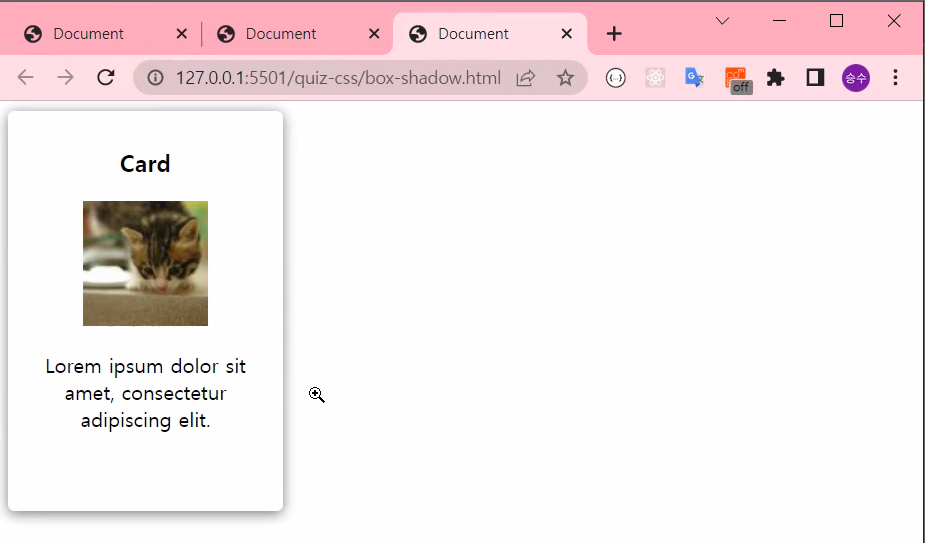 Document
Document
Document
127.0.0.1:5501/quiz-css/box-shadow.html
off
승수
Card
Lorem ipsum dolor sit
amet, consectetur
adipiscing elit.